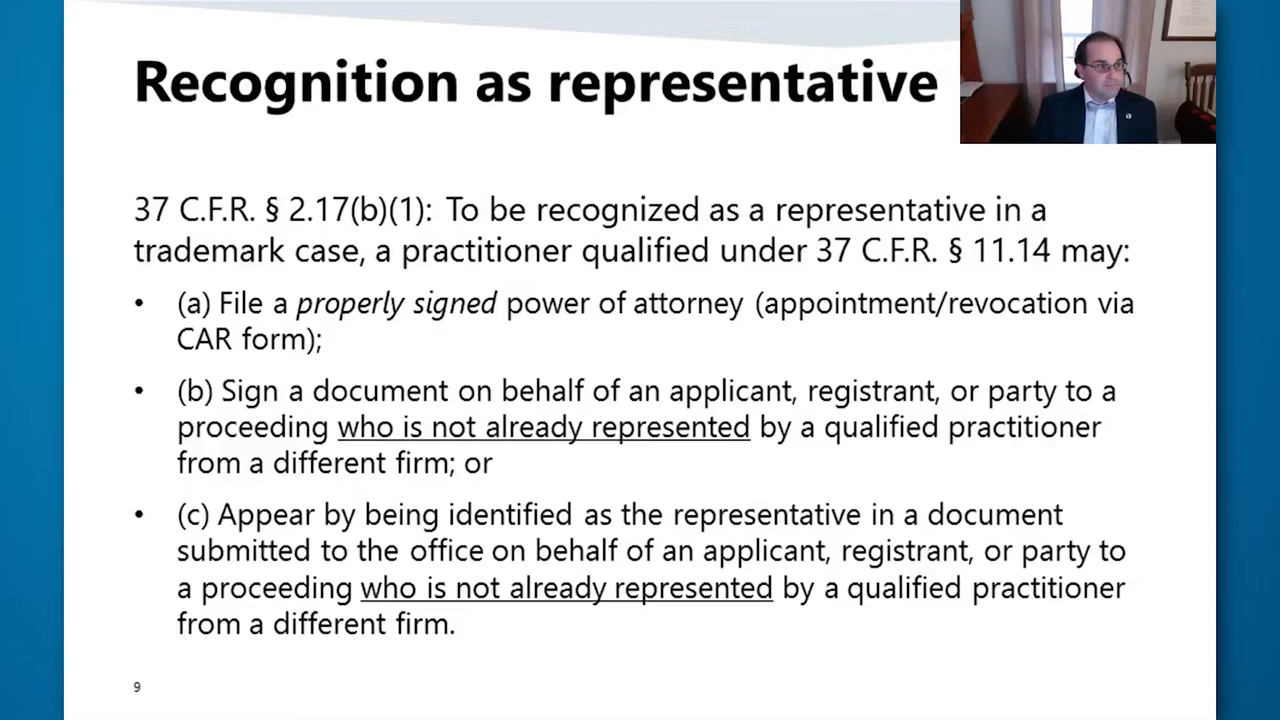 Recognition as representative
37 C.F.R. § 2.17(b)(1): To be recognized as a representative in a
trademark case, a practitioner qualified under 37 C.F.R. § 11.14 may:
• (a) File a properly signed power of attorney (appointment/revocation via
CAR form);
• (b) Sign a document on behalf of an applicant, registrant, or party to a
proceeding who is not already represented by a qualified practitioner
from a different firm; or
• (c) Appear by being identified as the representative in a document
submitted to the office on behalf of an applicant, registrant, or party to
a proceeding who is not already represented by a qualified practitioner
from a different firm.
9